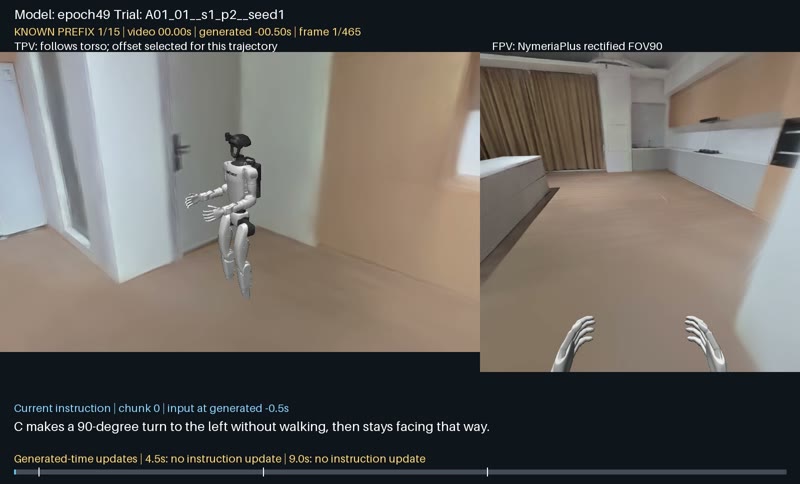 Model: epoch49 Trial: A01_01__s1_p2__seed1
KNOWN PREFIX 1/15 | video 00.00s | generated -00.50s | frame 1/465
TPV: follows torso; offset selected for this trajectory
FPV: NymeriaPlus rectified FOV90
Current instruction | chunk 0 | input at generated -0.5s
C makes a 90-degree turn to the left without walking, then stays facing that way.
Generated-time updates | 4.5s: no instruction update | 9.0s: no instruction update